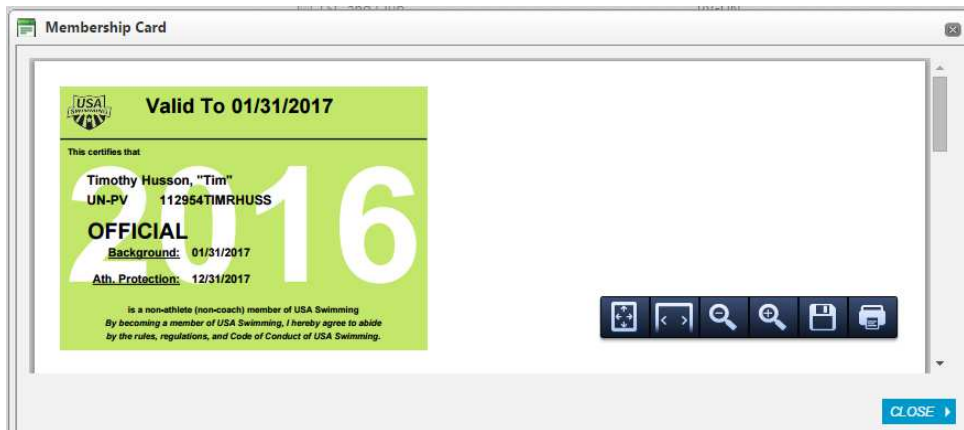 Membership Card
USA
SWIMMING
Valid To 01/31/2017
This certifies that
2016
Timothy Husson, "Tim"
UN-PV 112954TIMRHUSS
OFFICIAL
Background: 01/31/2017
Ath. Protection: 12/31/2017
is a non-athlete (non-coach) member of USA Swimming
By becoming a member of USA Swimming, I hereby agree to abide
by the rules, regulations, and Code of Conduct of USA Swimming.
CLOSE